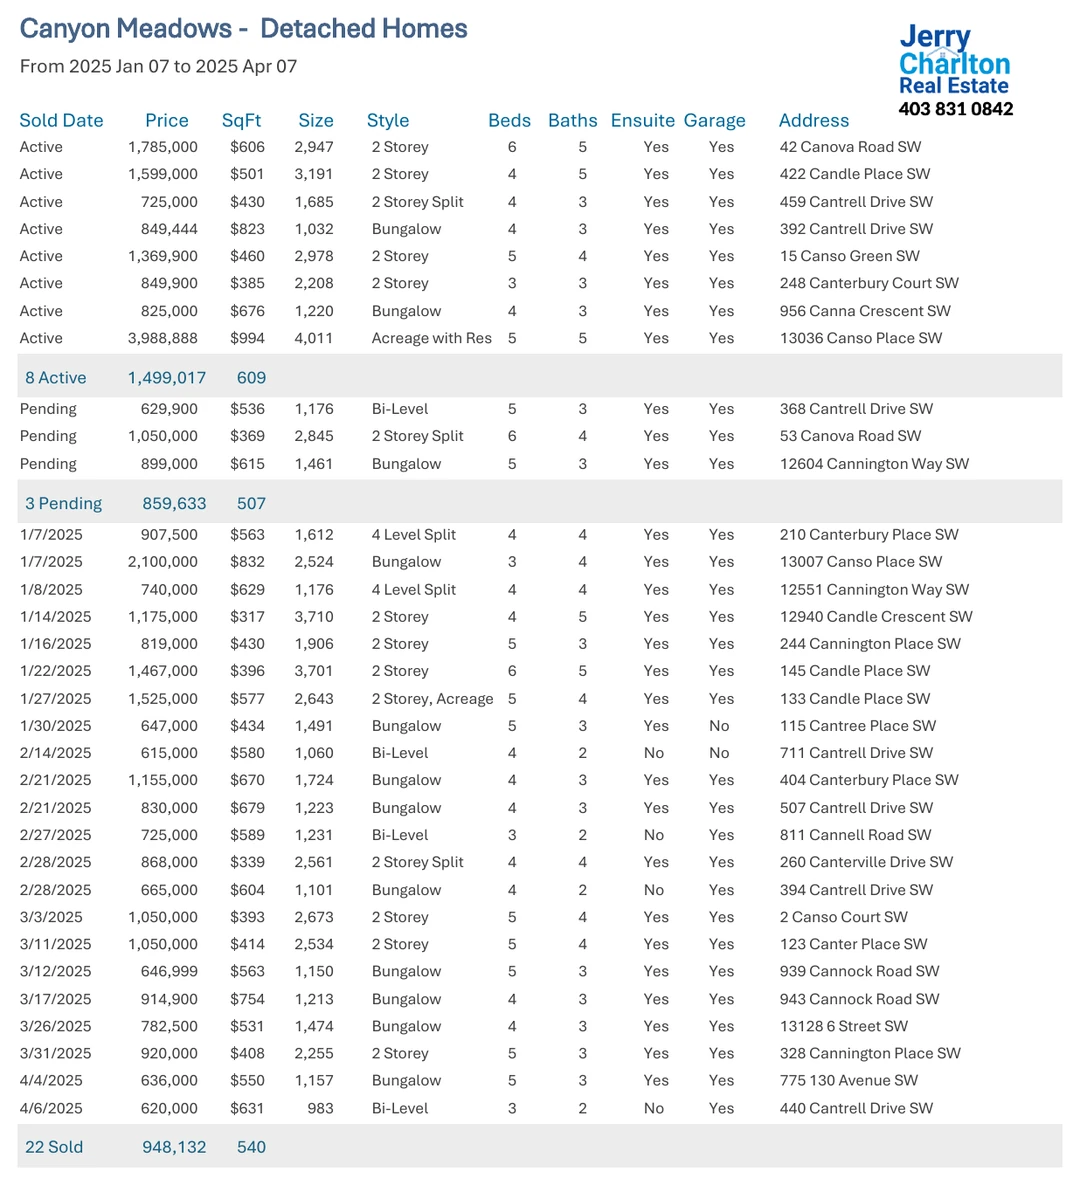 Canyon Meadows - Detached Homes
From 2025 Jan 07 to 2025 Apr 07
Jerry
Charlton
Real Estate
403 831 0842
Sold Date Price SqFt Size Style Beds Baths Ensuite Garage Address
Active 1,785,000 $606 2,947 2 Storey 6 5 Yes Yes 42 Canova Road SW
Active 1,599,000 $501 3,191 2 Storey 4 5 Yes Yes 422 Candle Place SW
Active 725,000 $430 1,685 2 Storey Split 4 3 Yes Yes 459 Cantrell Drive SW
Active 849,444 $823 1,032 Bungalow 4 3 Yes Yes 392 Cantrell Drive SW
Active 1,369,900 $460 2,978 2 Storey 5 4 Yes Yes 15 Canso Green SW
Active 849,900 $385 2,208 2 Storey 3 3 Yes Yes 248 Canterbury Court SW
Active 825,000 $676 1,220 Bungalow 4 3 Yes Yes 956 Canna Crescent SW
Active 3,988,888 $994 4,011 Acreage with Res 5 5 Yes Yes 13036 Canso Place SW
8 Active 1,499,017 609
Pending 629,900 $536 1,176 Bi-Level 5 3 Yes Yes 368 Cantrell Drive SW
Pending 1,050,000 $369 2,845 2 Storey Split 6 4 Yes Yes 53 Canova Road SW
Pending 899,000 $615 1,461 Bungalow 5 3 Yes Yes 12604 Cannington Way SW
3 Pending 859,633 507
1/7/2025 907,500 $563 1,612 4 Level Split 4 4 Yes Yes 210 Canterbury Place SW
1/7/2025 2,100,000 $832 2,524 Bungalow 3 4 Yes Yes 13007 Canso Place SW
1/8/2025 740,000 $629 1,176 4 Level Split 4 4 Yes Yes 12551 Cannington Way SW
1/14/2025 1,175,000 $317 3,710 2 Storey 4 5 Yes Yes 12940 Candle Crescent SW
1/16/2025 819,000 $430 1,906 2 Storey 5 3 Yes Yes 244 Cannington Place SW
1/22/2025 1,467,000 $396 3,701 2 Storey 6 5 Yes Yes 145 Candle Place SW
1/27/2025 1,525,000 $577 2,643 2 Storey, Acreage 5 4 Yes Yes 133 Candle Place SW
1/30/2025 647,000 $434 1,491 Bungalow 5 3 Yes No 115 Cantree Place SW
2/14/2025 615,000 $580 1,060 Bi-Level 4 2 No No 711 Cantrell Drive SW
2/21/2025 1,155,000 $670 1,724 Bungalow 4 3 Yes Yes 404 Canterbury Place SW
2/21/2025 830,000 $679 1,223 Bungalow 4 3 Yes Yes 507 Cantrell Drive SW
2/27/2025 725,000 $589 1,231 Bi-Level 3 2 No Yes 811 Cannell Road SW
2/28/2025 868,000 $339 2,561 2 Storey Split 4 4 Yes Yes 260 Canterville Drive SW
2/28/2025 665,000 $604 1,101 Bungalow 4 2 No Yes 394 Cantrell Drive SW
3/3/2025 1,050,000 $393 2,673 2 Storey 5 4 Yes Yes 2 Canso Court SW
3/11/2025 1,050,000 $414 2,534 2 Storey 5 4 Yes Yes 123 Canter Place SW
3/12/2025 646,999 $563 1,150 Bungalow 5 3 Yes Yes 939 Cannock Road SW
3/17/2025 914,900 $754 1,213 Bungalow 4 3 Yes Yes 943 Cannock Road SW
3/26/2025 782,500 $531 1,474 Bungalow 4 3 Yes Yes 13128 6 Street SW
3/31/2025 920,000 $408 2,255 2 Storey 5 3 Yes Yes 328 Cannington Place SW
4/4/2025 636,000 $550 1,157 Bungalow 5 3 Yes Yes 775 130 Avenue SW
4/6/2025 620,000 $631 983 Bi-Level 3 2 No Yes 440 Cantrell Drive SW
22 Sold 948,132 540